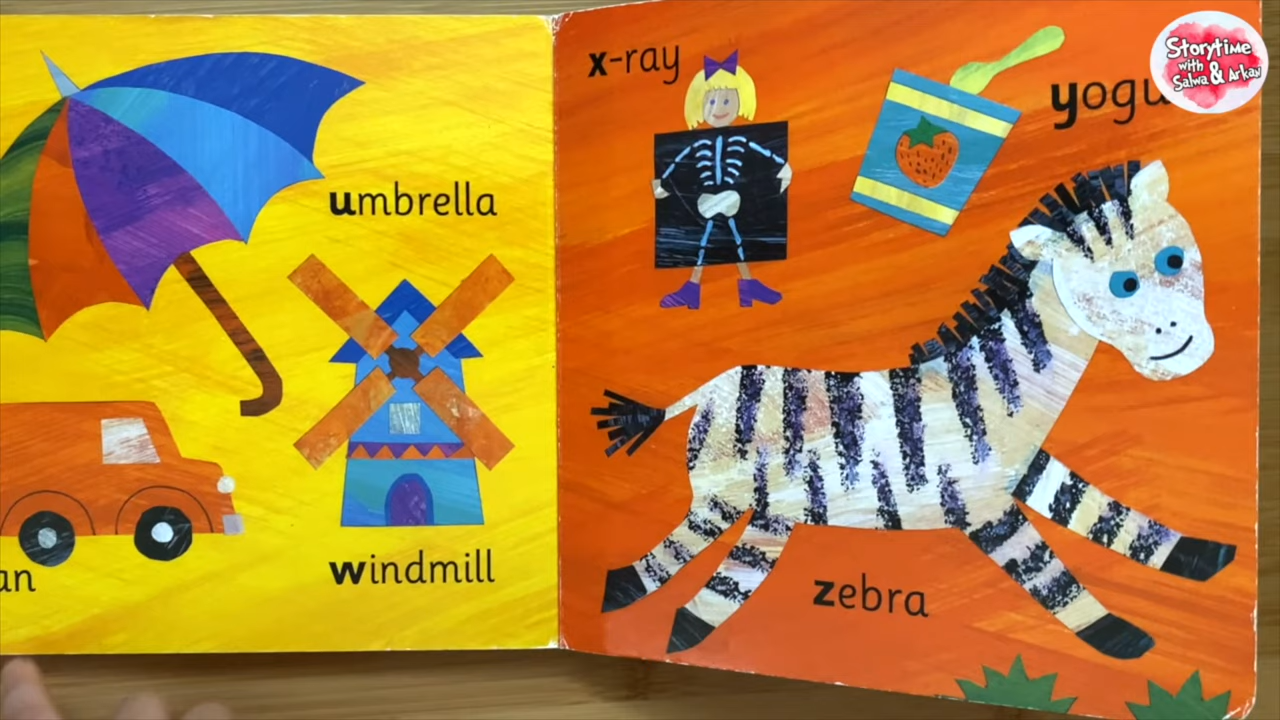 umbrella
an
windmill
x-ray
yogu
zebra
Storytime
with
Salwa & Arkan